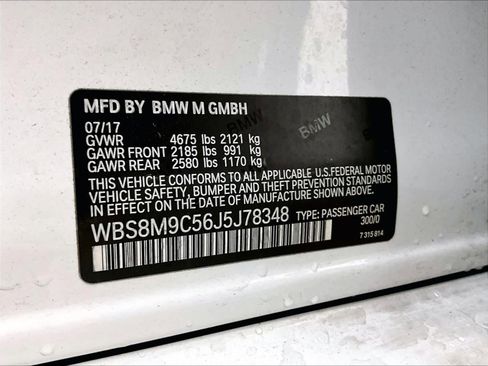 MFD BY BMW M GMBH
07/17
GVWR 4675 lbs 2121 kg
GAWR FRONT 2185 lbs 991 kg
GAWR REAR 2580 lbs 1170 kg
THIS VEHICLE CONFORMS TO ALL APPLICABLE U.S.FEDERAL MOTOR
VEHICLE SAFETY, BUMPER AND THEFT PREVENTION STANDARDS
IN EFFECT ON THE DATE OF MANUFACTURE SHOWN ABOVE.
WBS8M9C56J5J78348 TYPE: PASSENGER CAR
300/0
7 315 814
BMW